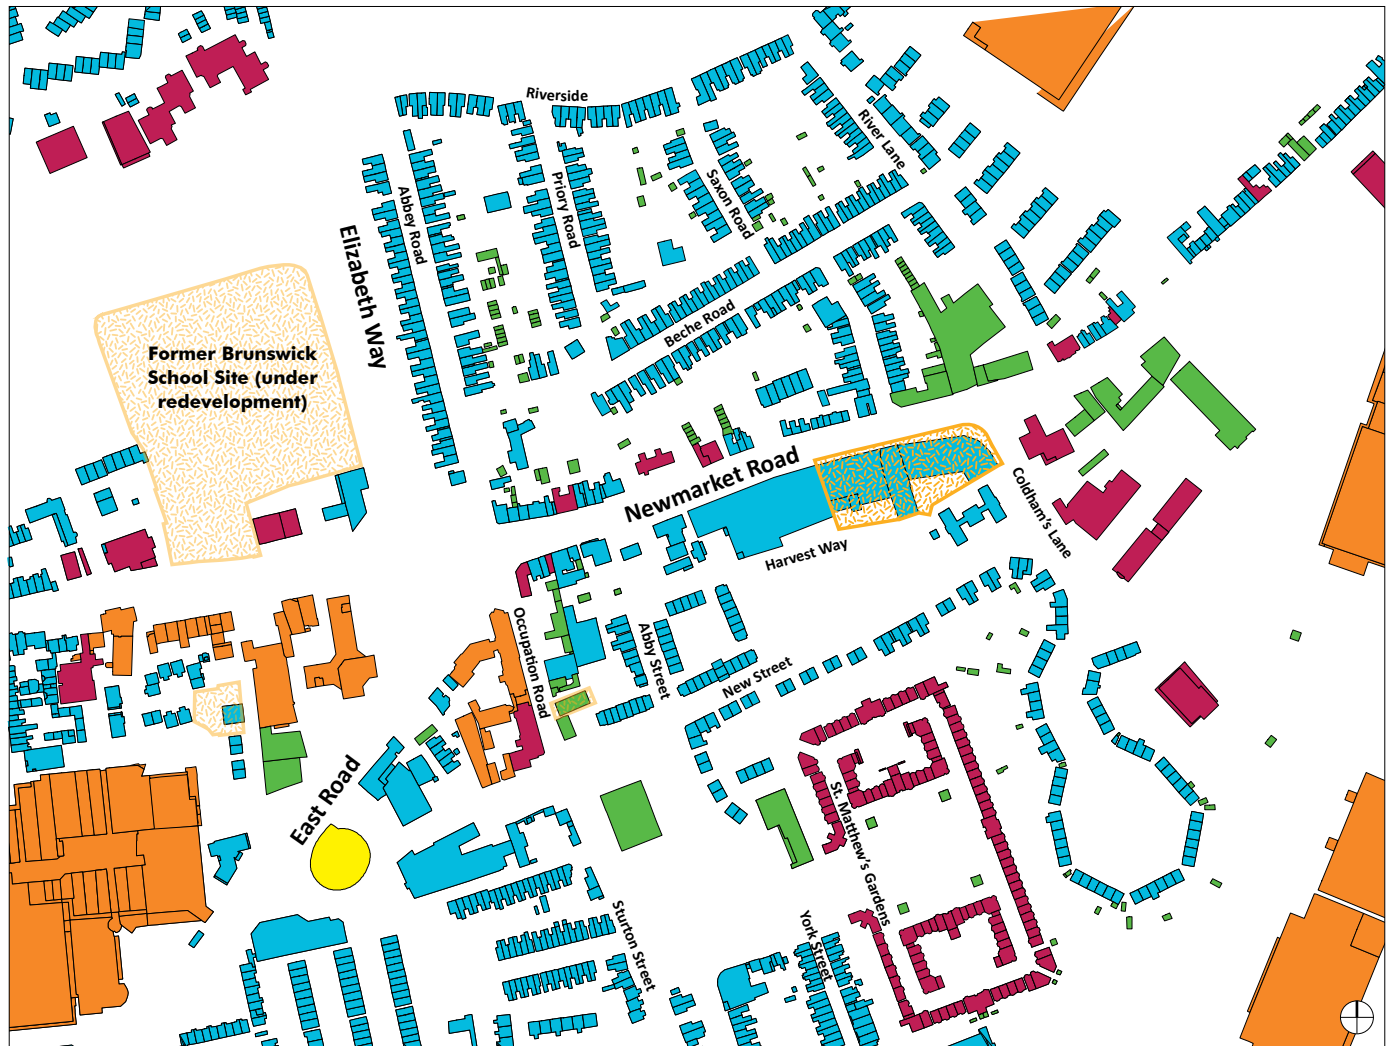 Riverside
River Lane
Abbey Road
Priory Road
Saxon Road
Elizabeth Way
Beche Road
Former Brunswick
School Site (under
redevelopment)
Newmarket Road
Coldham's Lane
Harvest Way
Occupation Road
Abby Street
New Street
East Road
St. Matthew's Gardens
Sturton Street
York Street